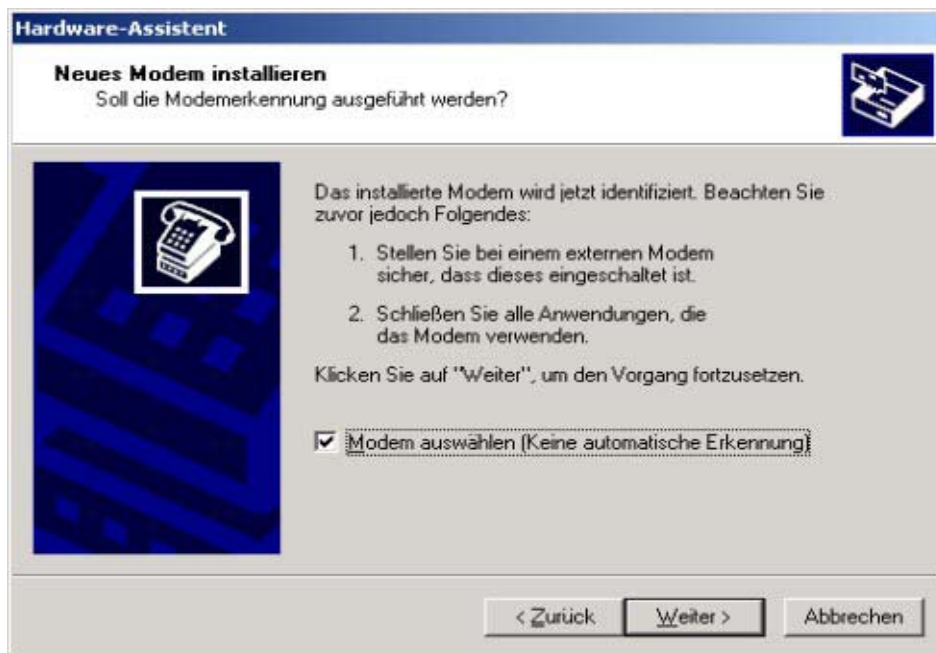 Hardware-Assistent
Neues Modem installieren
Soll die Modemerkennung ausgeführt werden?
Das installierte Modem wird jetzt identifiziert. Beachten Sie
zuvor jedoch Folgendes:
1. Stellen Sie bei einem externen Modem
sicher, dass dieses eingeschaltet ist.
2. Schließen Sie alle Anwendungen, die
das Modem verwenden.
Klicken Sie auf "Weiter", um den Vorgang fortzusetzen.
Modem auswählen (Keine automatische Erkennung)
< Zurück Weiter > Abbrechen